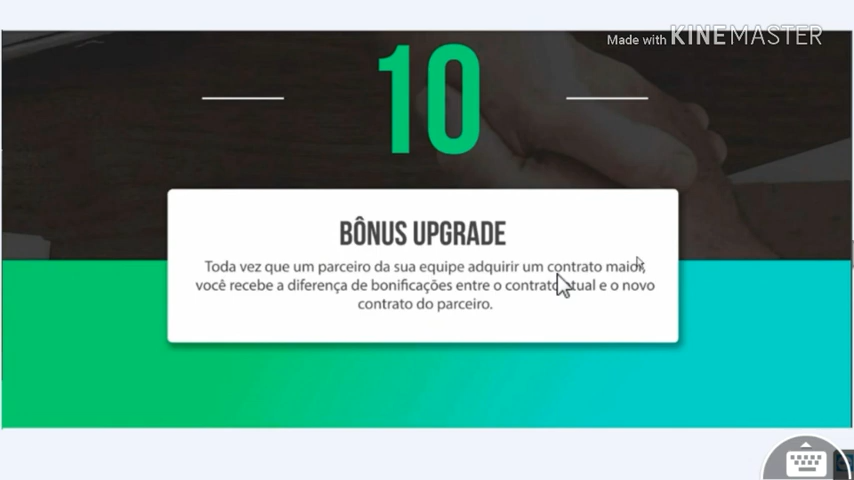 Made with KINEMASTER
10
BÔNUS UPGRADE
Toda vez que um parceiro da sua equipe adquirir um contrato maior,
você recebe a diferença de bonificações entre o contrato atual e o novo
contrato do parceiro.